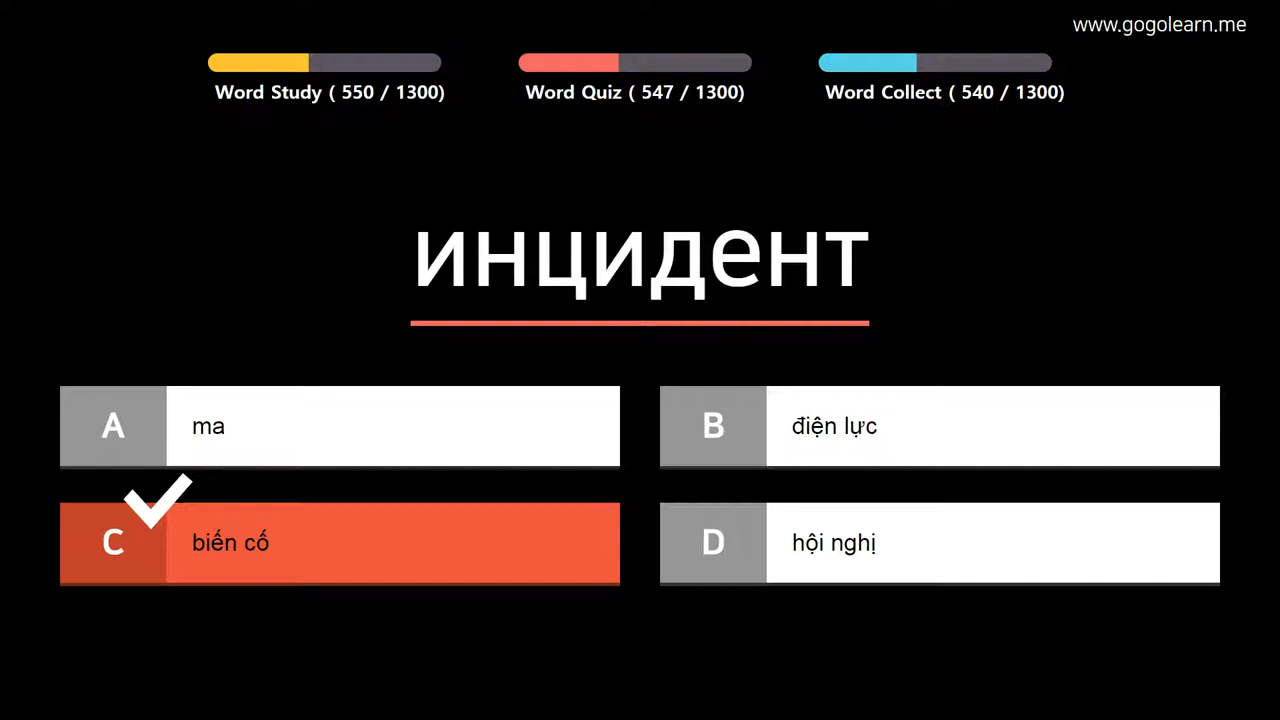 www.gogolearn.me
Word Study ( 550 / 1300)
Word Quiz ( 547 / 1300)
Word Collect ( 540 / 1300)
инцидент
A ma
B điện lực
C biến cố
D hội nghị